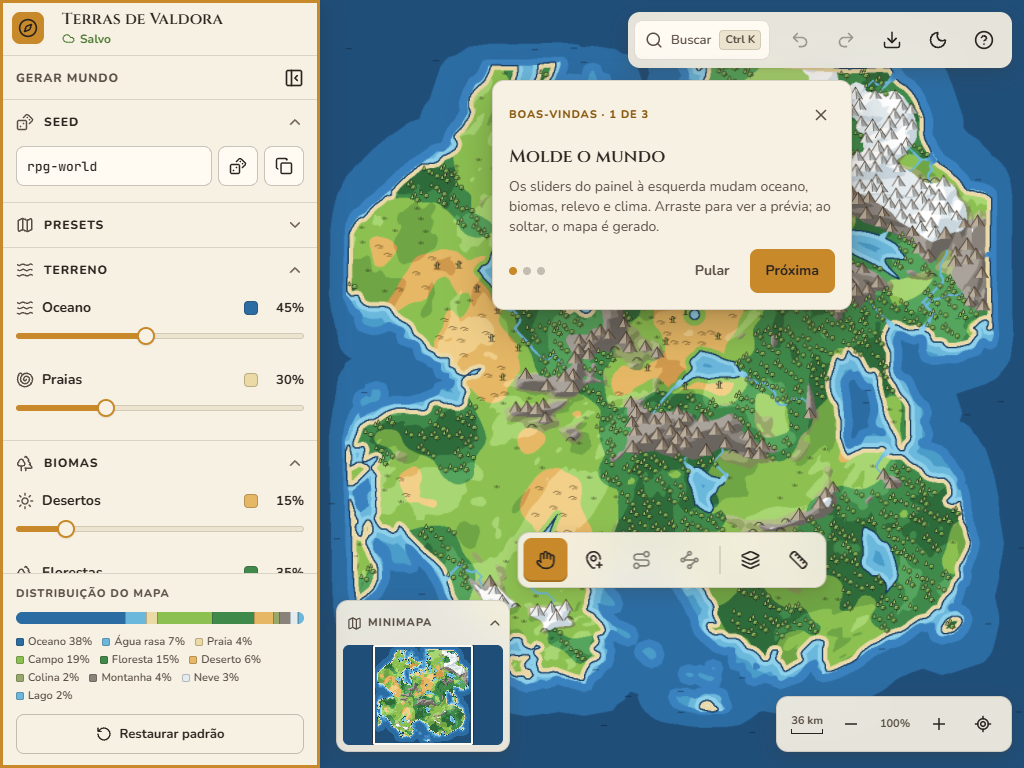 Terras de Valdora
Salvo
GERAR MUNDO
SEED
rpg-world
PRESETS
TERRENO
Oceano 45%
Praias 30%
BIOMAS
Desertos 15%
Florestas 35%
DISTRIBUIÇÃO DO MAPA
Oceano 38% Água rasa 7% Praia 4%
Campo 19% Floresta 15% Deserto 6%
Colina 2% Montanha 4% Neve 3%
Lago 2%
Restaurar padrão
Buscar Ctrl K
BOAS-VINDAS · 1 DE 3
Molde o mundo
Os sliders do painel à esquerda mudam oceano,
biomas, relevo e clima. Arraste para ver a prévia; ao
soltar, o mapa é gerado.
Pular Próxima
MINIMAPA
36 km 100%